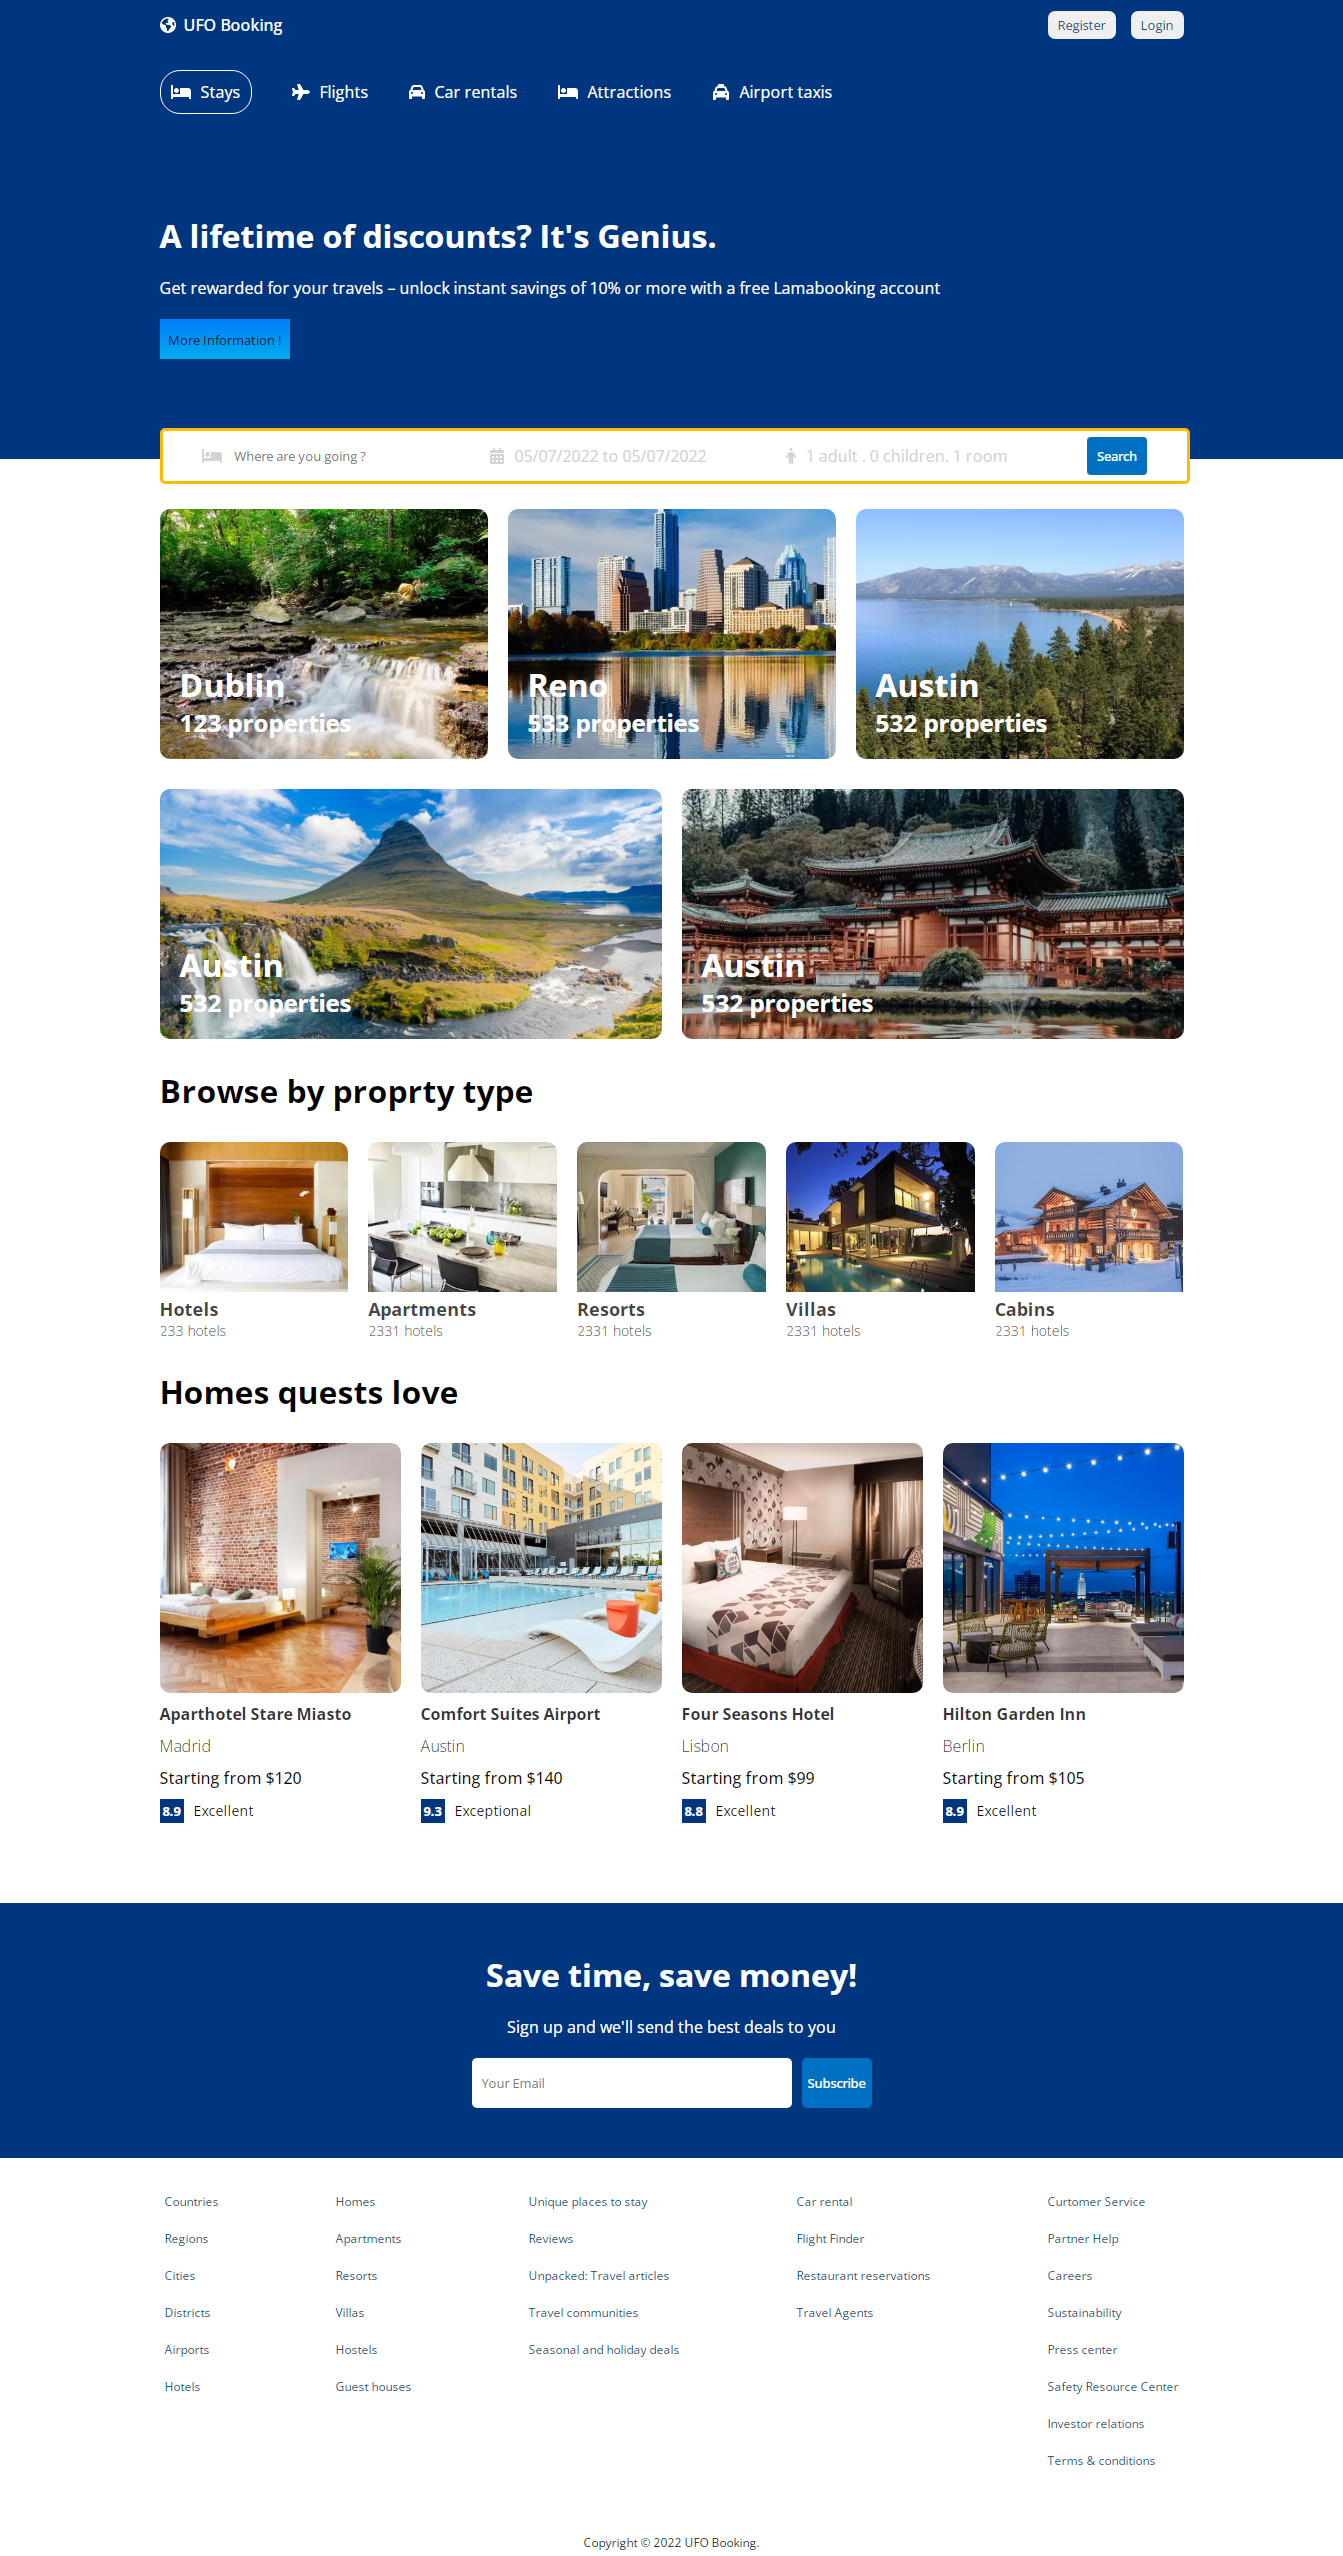 UFO Booking
Register Login
Stays Flights Car rentals Attractions Airport taxis
A lifetime of discounts? It's Genius.
Get rewarded for your travels – unlock instant savings of 10% or more with a free Lamabooking account
More Information !
Where are you going ? 05/07/2022 to 05/07/2022 1 adult . 0 children. 1 room Search
Dublin
123 properties
Reno
533 properties
Austin
532 properties
Austin
532 properties
Austin
532 properties
Browse by proprty type
Hotels
233 hotels
Apartments
2331 hotels
Resorts
2331 hotels
Villas
2331 hotels
Cabins
2331 hotels
Homes quests love
Aparthotel Stare Miasto
Madrid
Starting from $120
8.9 Excellent
Comfort Suites Airport
Austin
Starting from $140
9.3 Exceptional
Four Seasons Hotel
Lisbon
Starting from $99
8.8 Excellent
Hilton Garden Inn
Berlin
Starting from $105
8.9 Excellent
Save time, save money!
Sign up and we'll send the best deals to you
Your Email Subscribe
Countries
Regions
Cities
Districts
Airports
Hotels
Homes
Apartments
Resorts
Villas
Hostels
Guest houses
Unique places to stay
Reviews
Unpacked: Travel articles
Travel communities
Seasonal and holiday deals
Car rental
Flight Finder
Restaurant reservations
Travel Agents
Curtomer Service
Partner Help
Careers
Sustainability
Press center
Safety Resource Center
Investor relations
Terms & conditions
Copyright © 2022 UFO Booking.